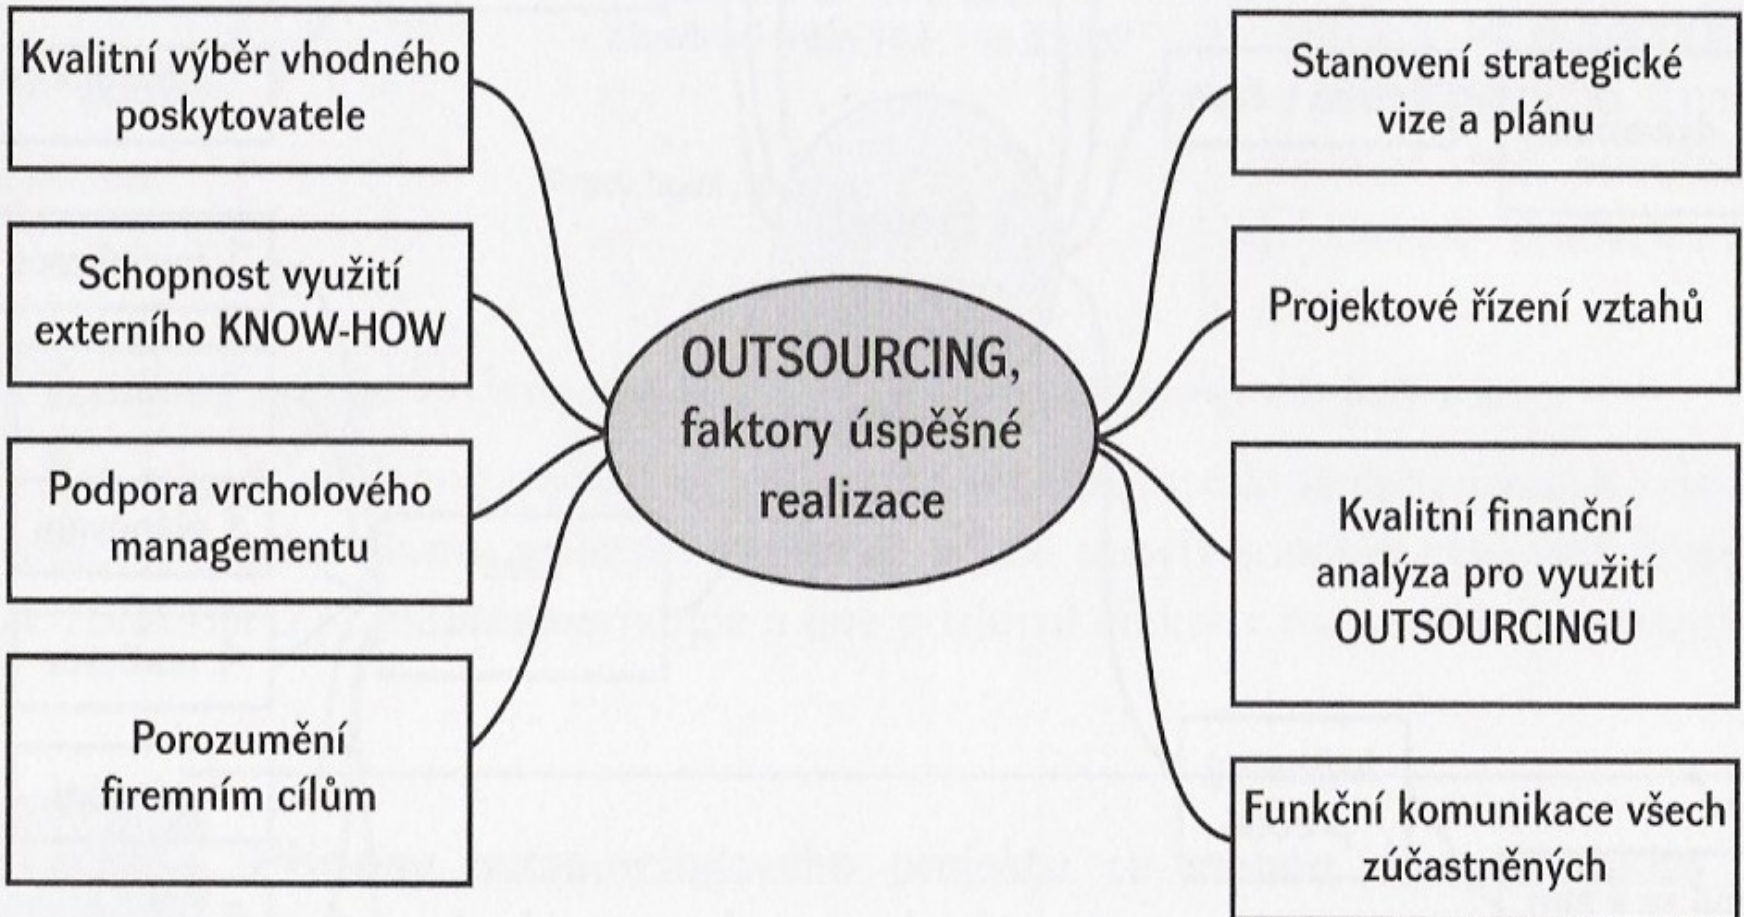 Kvalitní výběr vhodného
poskytovatele
Schopnost využití
externího KNOW-HOW
Podpora vrcholového
managementu
Porozumění
firemním cílům
OUTSOURCING,
faktory úspěšné
realizace
Stanovení strategické
vize a plánu
Projektové řízení vztahů
Kvalitní finanční
analýza pro využití
OUTSOURCINGU
Funkční komunikace všech
zúčastněných